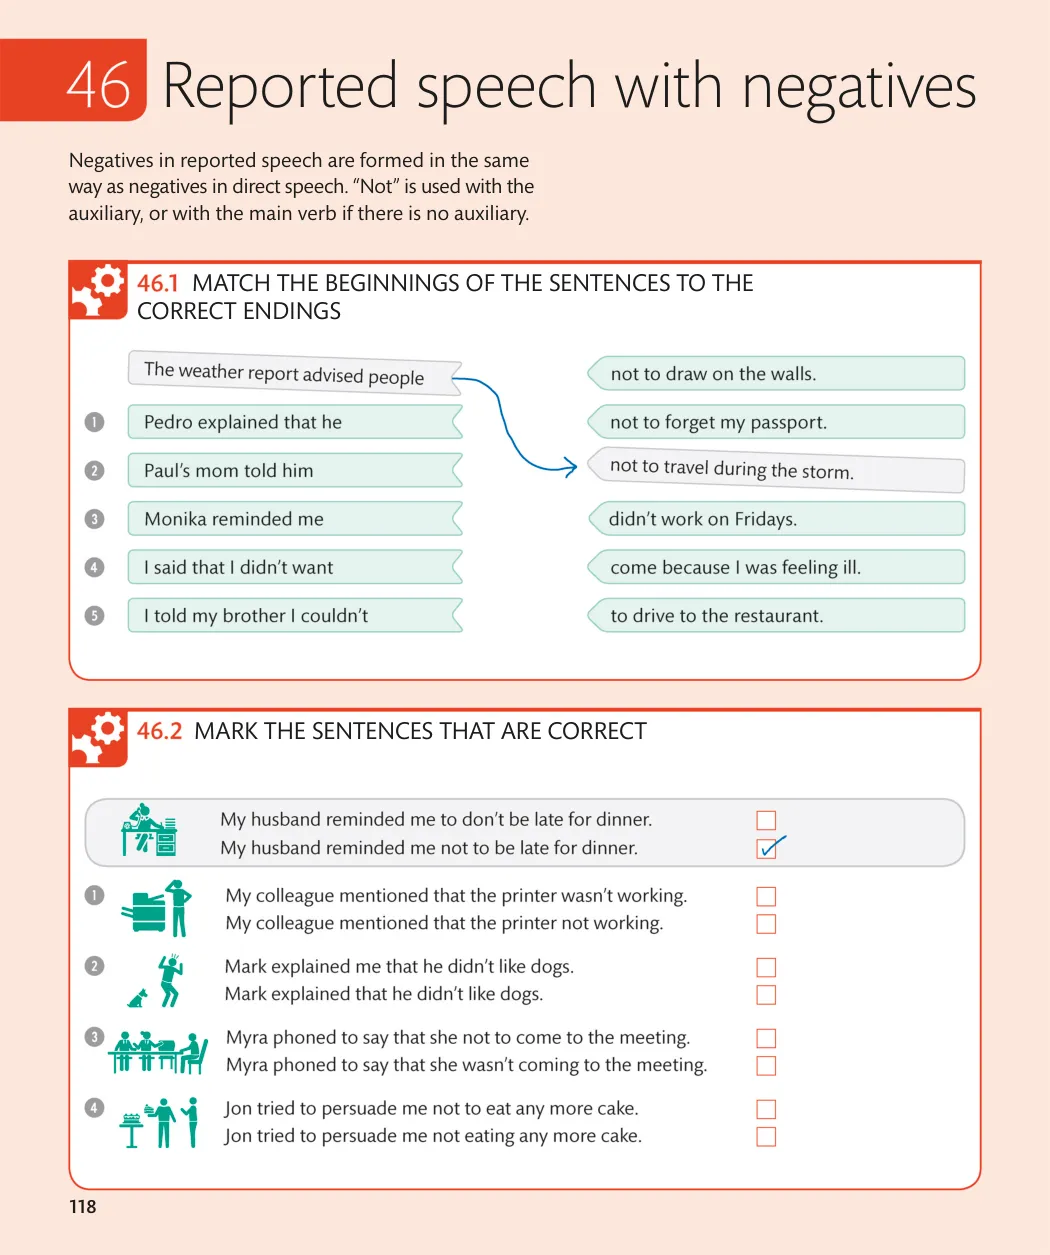 46 Reported speech with negatives
Negatives in reported speech are formed in the same
way as negatives in direct speech. “Not” is used with the
auxiliary, or with the main verb if there is no auxiliary.
46.1 MATCH THE BEGINNINGS OF THE SENTENCES TO THE
CORRECT ENDINGS
The weather report advised people
not to draw on the walls.
1 Pedro explained that he
not to forget my passport.
2 Paul’s mom told him
not to travel during the storm.
3 Monika reminded me
didn’t work on Fridays.
4 I said that I didn’t want
come because I was feeling ill.
5 I told my brother I couldn’t
to drive to the restaurant.
46.2 MARK THE SENTENCES THAT ARE CORRECT
My husband reminded me to don’t be late for dinner.
My husband reminded me not to be late for dinner.
1 My colleague mentioned that the printer wasn’t working.
My colleague mentioned that the printer not working.
2 Mark explained me that he didn’t like dogs.
Mark explained that he didn’t like dogs.
3 Myra phoned to say that she not to come to the meeting.
Myra phoned to say that she wasn’t coming to the meeting.
4 Jon tried to persuade me not to eat any more cake.
Jon tried to persuade me not eating any more cake.
118